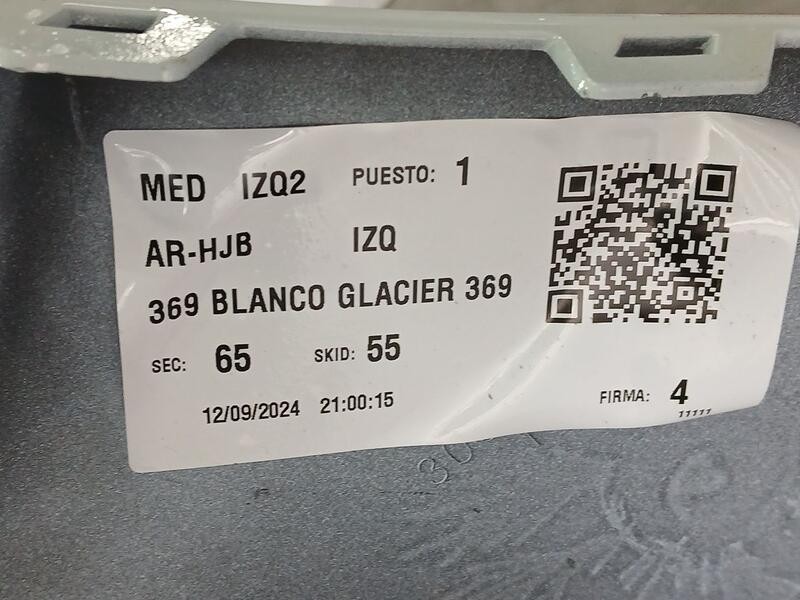 MED IZQ2 PUESTO: 1
AR-HJB IZQ
369 BLANCO GLACIER 369
SEC: 65 SKID: 55
12/09/2024 21:00:15
FIRMA: 4
11111